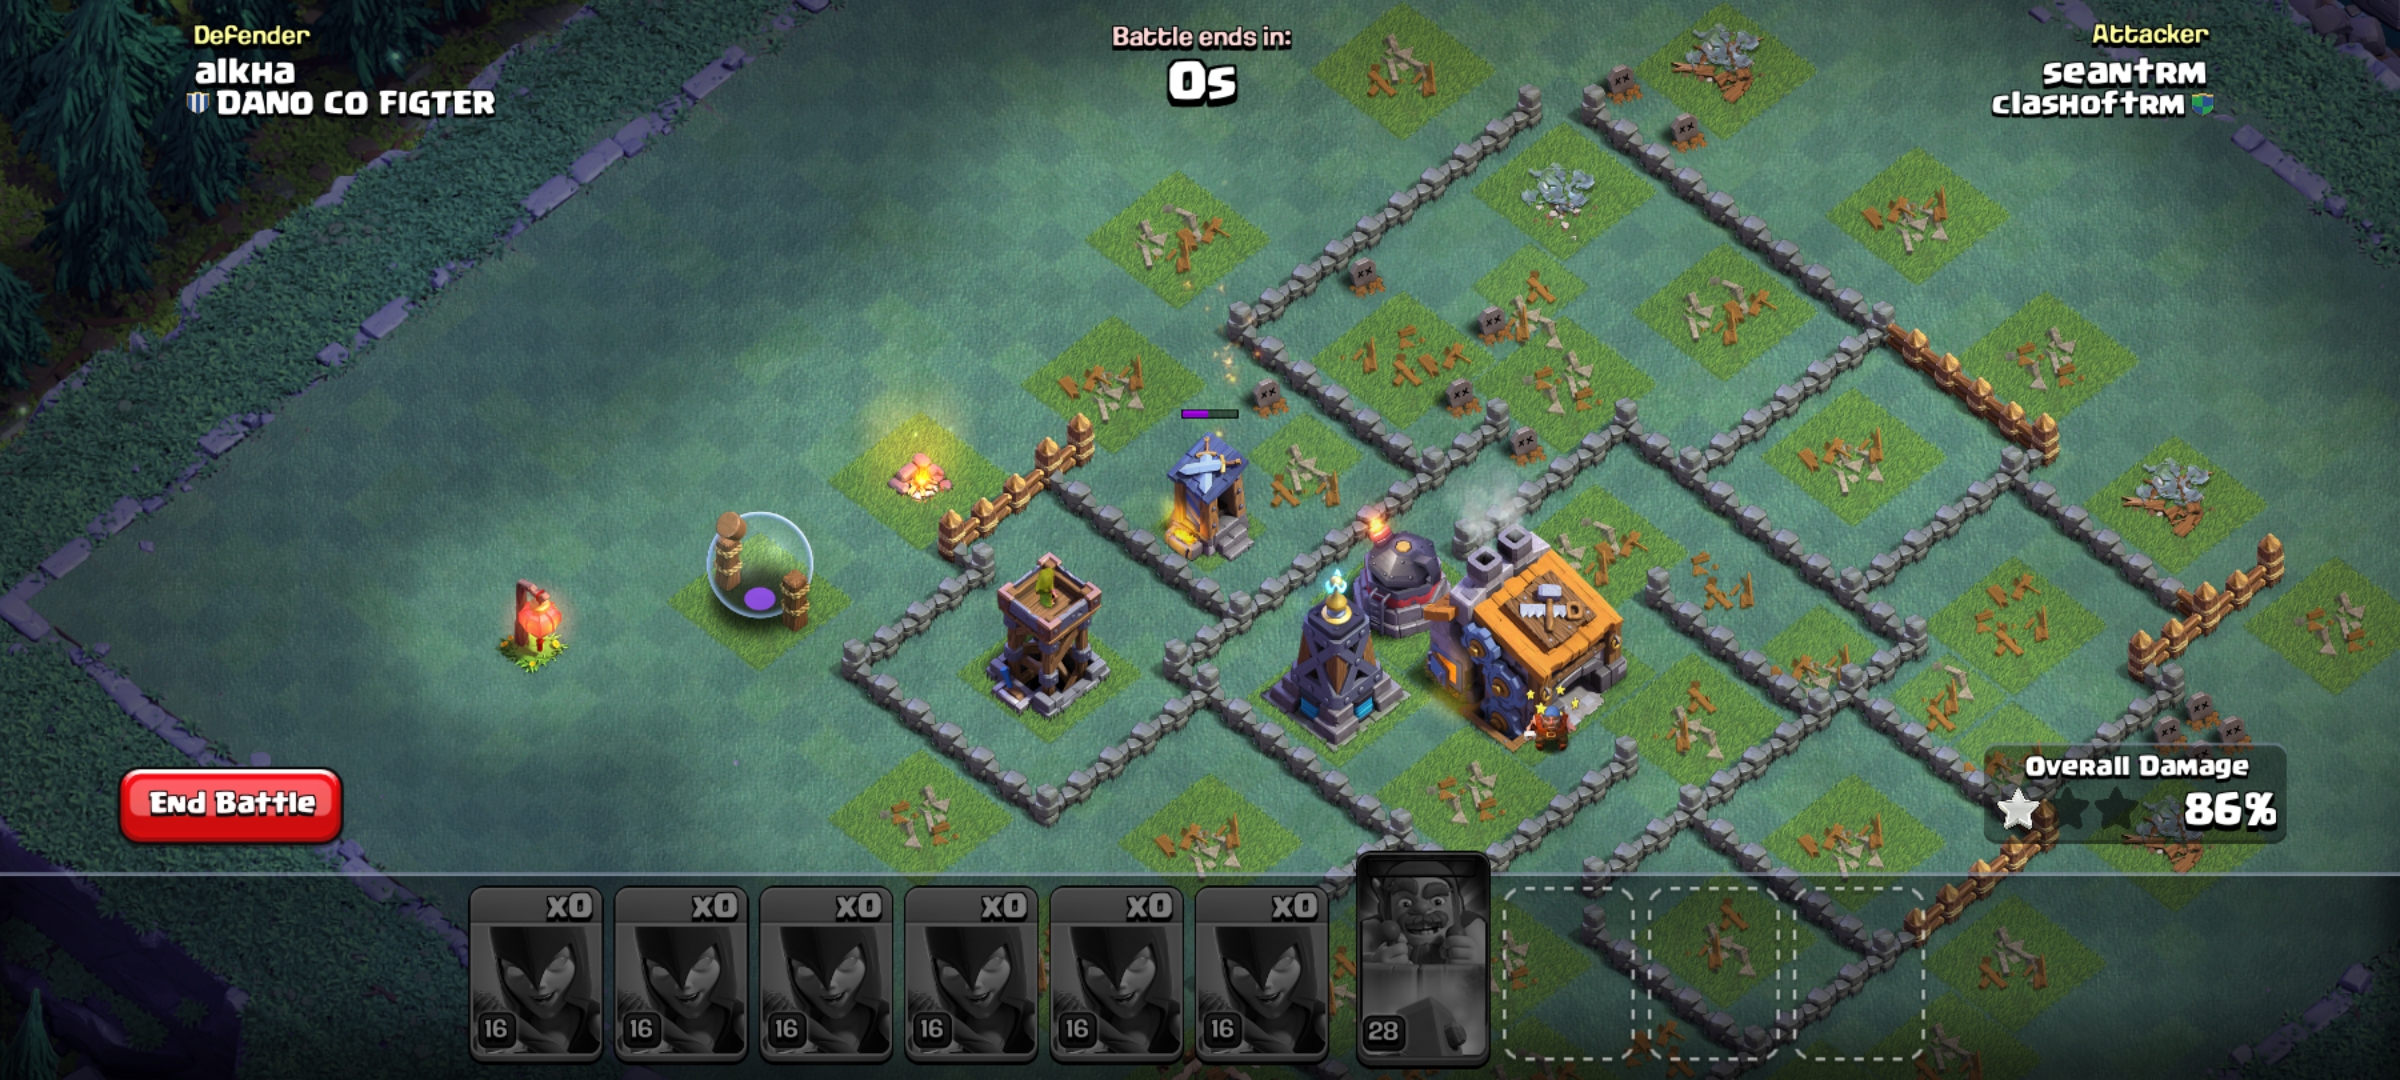 Defender
alkha
DANO CO FIGTER
Battle ends in:
0s
Attacker
seantRM
clashoftRM
End Battle
Overall Damage
86%
x0
x0
x0
x0
x0
x0
16
16
16
16
16
16
28